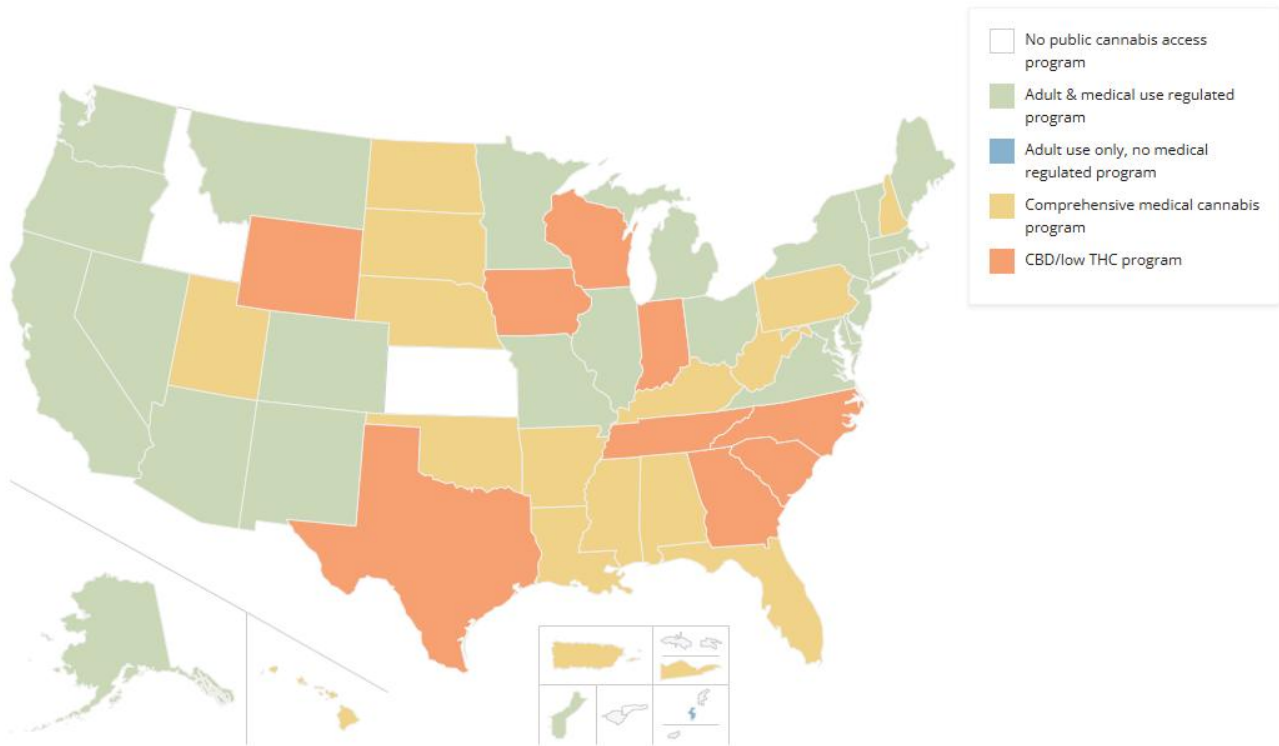 No public cannabis access
program
Adult & medical use regulated
program
Adult use only, no medical
regulated program
Comprehensive medical cannabis
program
CBD/low THC program